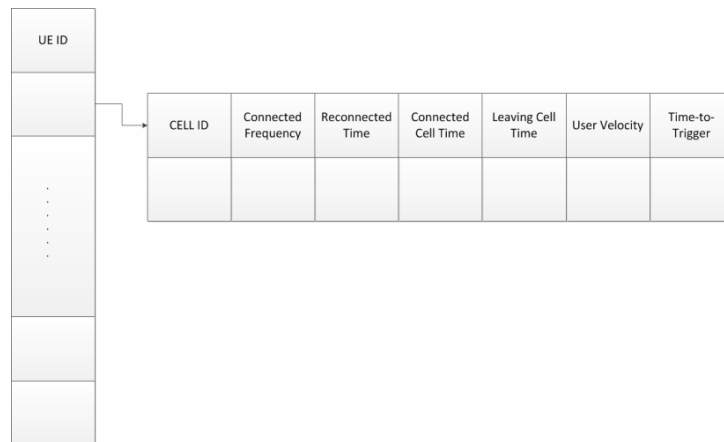 UE ID
CELL ID
Connected
Frequency
Reconnected
Time
Connected
Cell Time
Leaving Cell
Time
User Velocity
Time-to-
Trigger